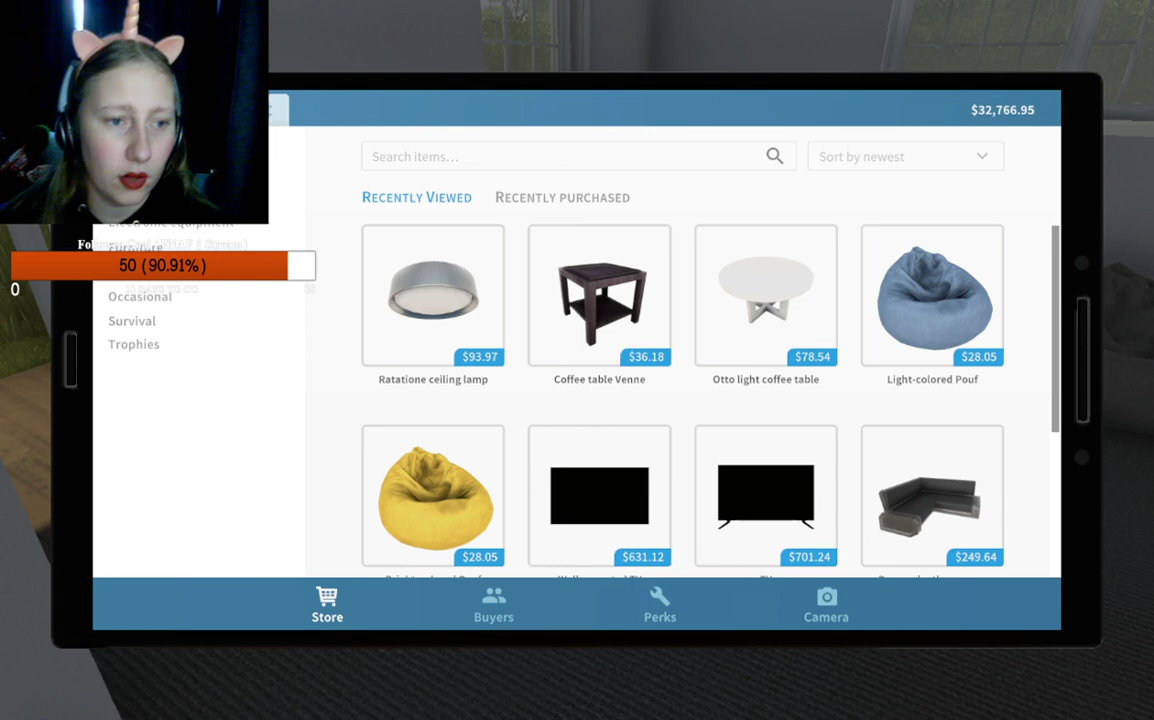 $32,766.95
Search items...
Sort by newest
RECENTLY VIEWED
RECENTLY PURCHASED
Electronic equipment
Furniture
50 (90.91%)
0
Occasional
Survival
Trophies
$93.97
$36.18
$78.54
$28.05
Ratatione ceiling lamp
Coffee table Venne
Otto light coffee table
Light-colored Pouf
$28.05
$631.12
$701.24
$249.64
Store
Buyers
Perks
Camera